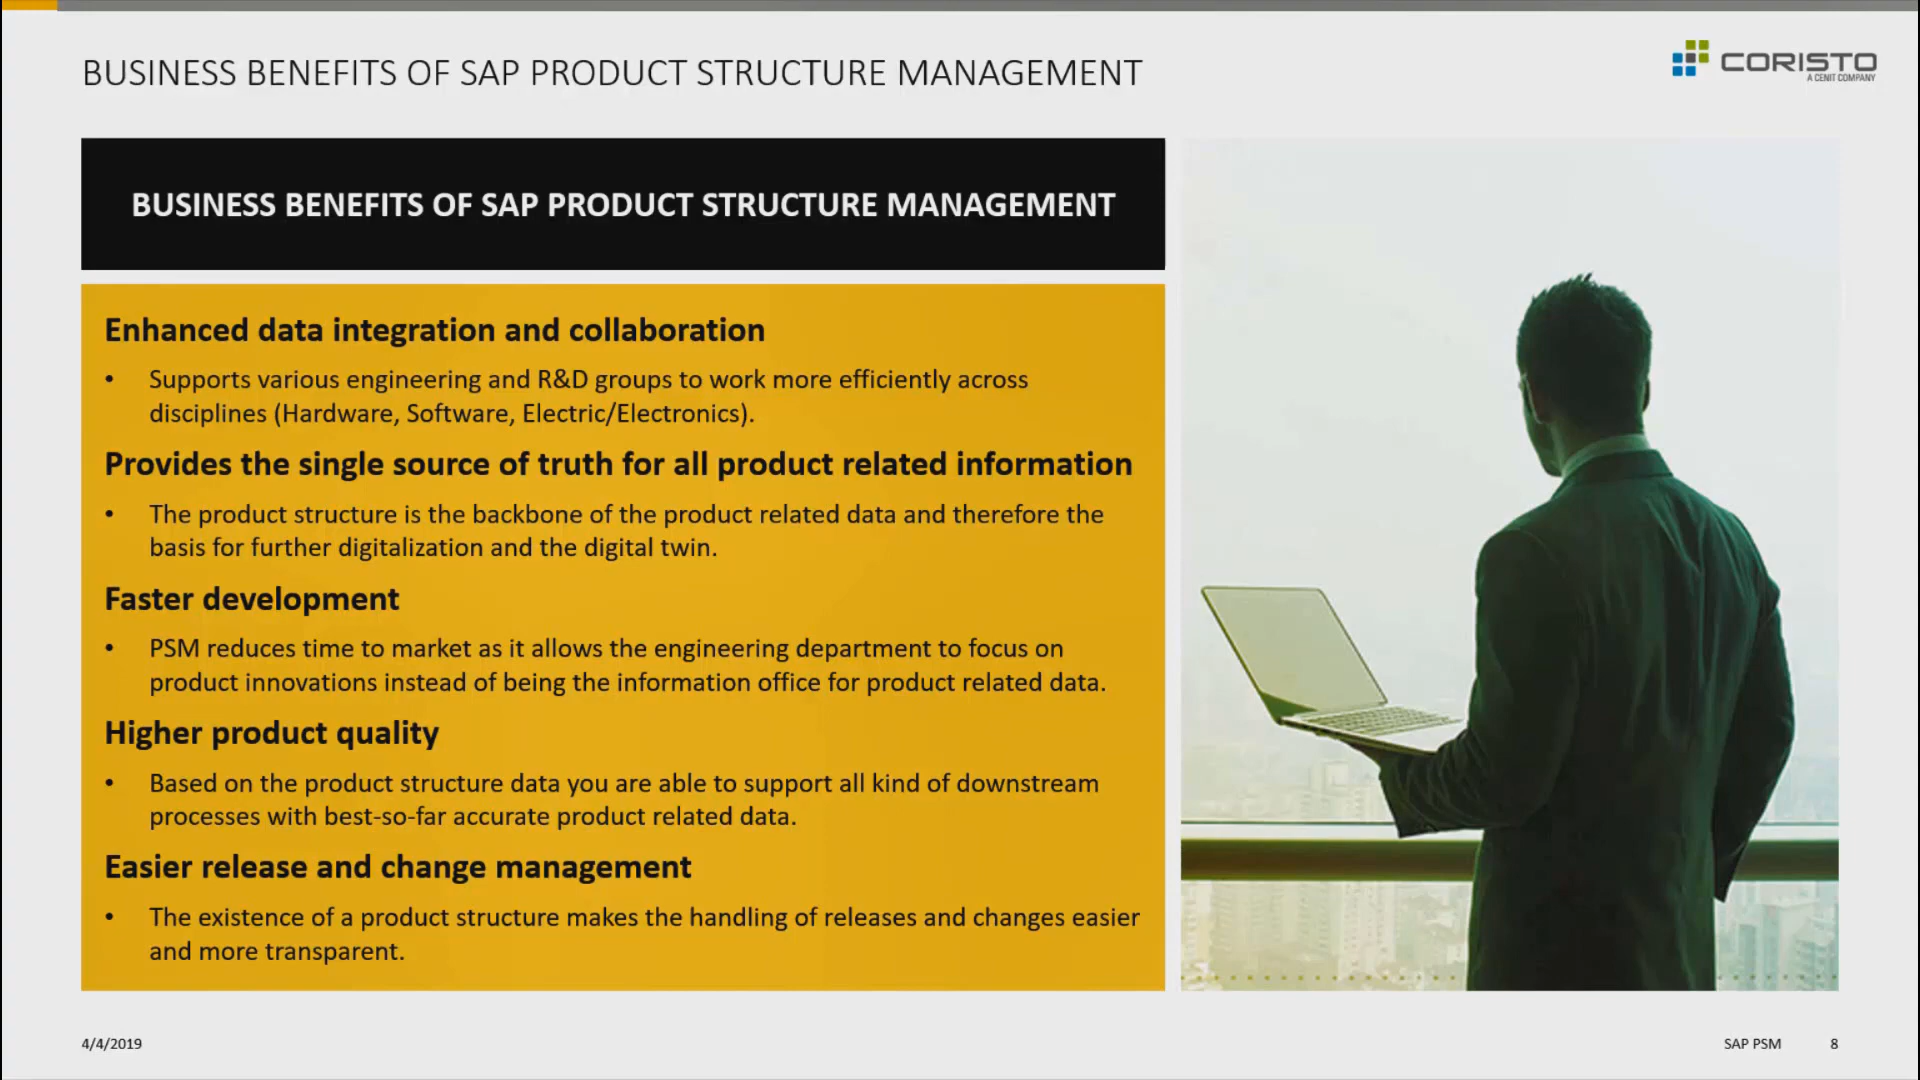 BUSINESS BENEFITS OF SAP PRODUCT STRUCTURE MANAGEMENT
CORISTO
A CENIT COMPANY
BUSINESS BENEFITS OF SAP PRODUCT STRUCTURE MANAGEMENT
Enhanced data integration and collaboration
• Supports various engineering and R&D groups to work more efficiently across
disciplines (Hardware, Software, Electric/Electronics).
Provides the single source of truth for all product related information
• The product structure is the backbone of the product related data and therefore the
basis for further digitalization and the digital twin.
Faster development
• PSM reduces time to market as it allows the engineering department to focus on
product innovations instead of being the information office for product related data.
Higher product quality
• Based on the product structure data you are able to support all kind of downstream
processes with best-so-far accurate product related data.
Easier release and change management
• The existence of a product structure makes the handling of releases and changes easier
and more transparent.
4/4/2019
SAP PSM 8